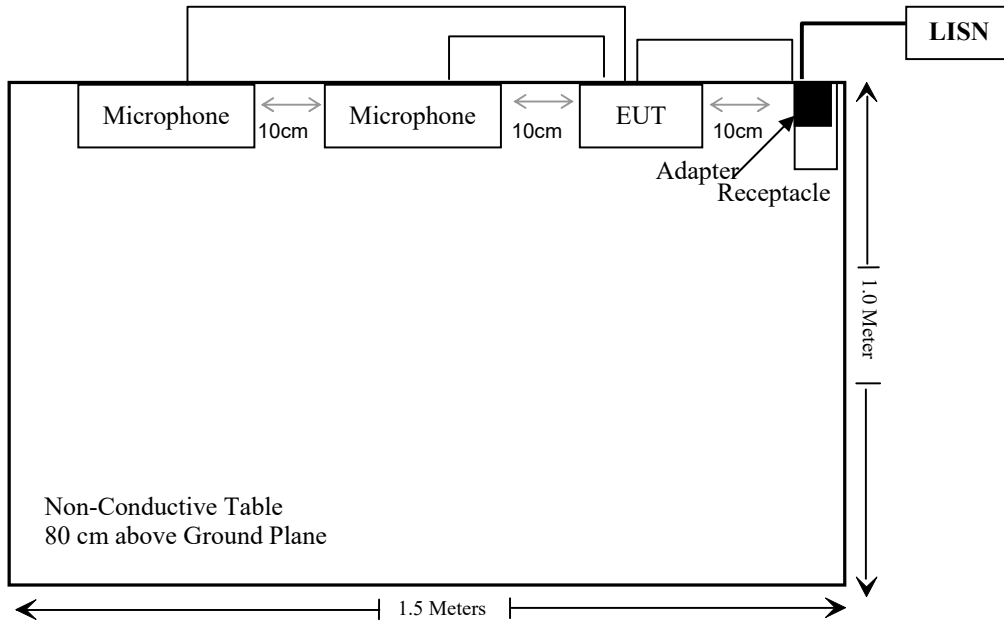 LISN
Microphone
Microphone
EUT
10cm
10cm
10cm
Adapter
Receptacle
1.0 Meter
Non-Conductive Table
80 cm above Ground Plane
1.5 Meters